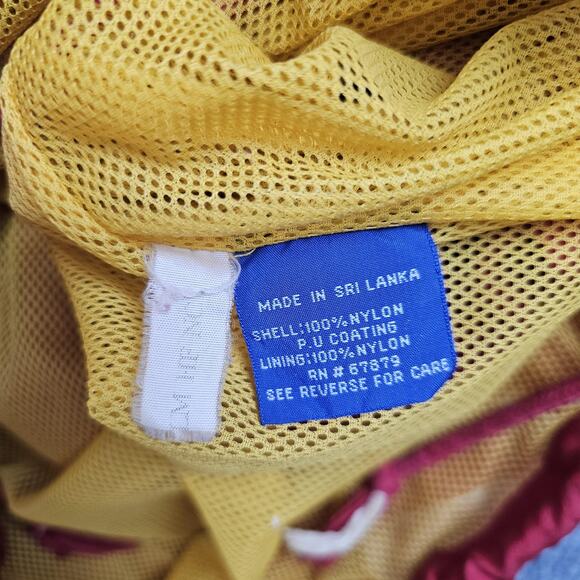 MADE IN SRI LANKA
SHELL:100% NYLON
P.U COATING
LINING:100% NYLON
RN # 67879
SEE REVERSE FOR CARE